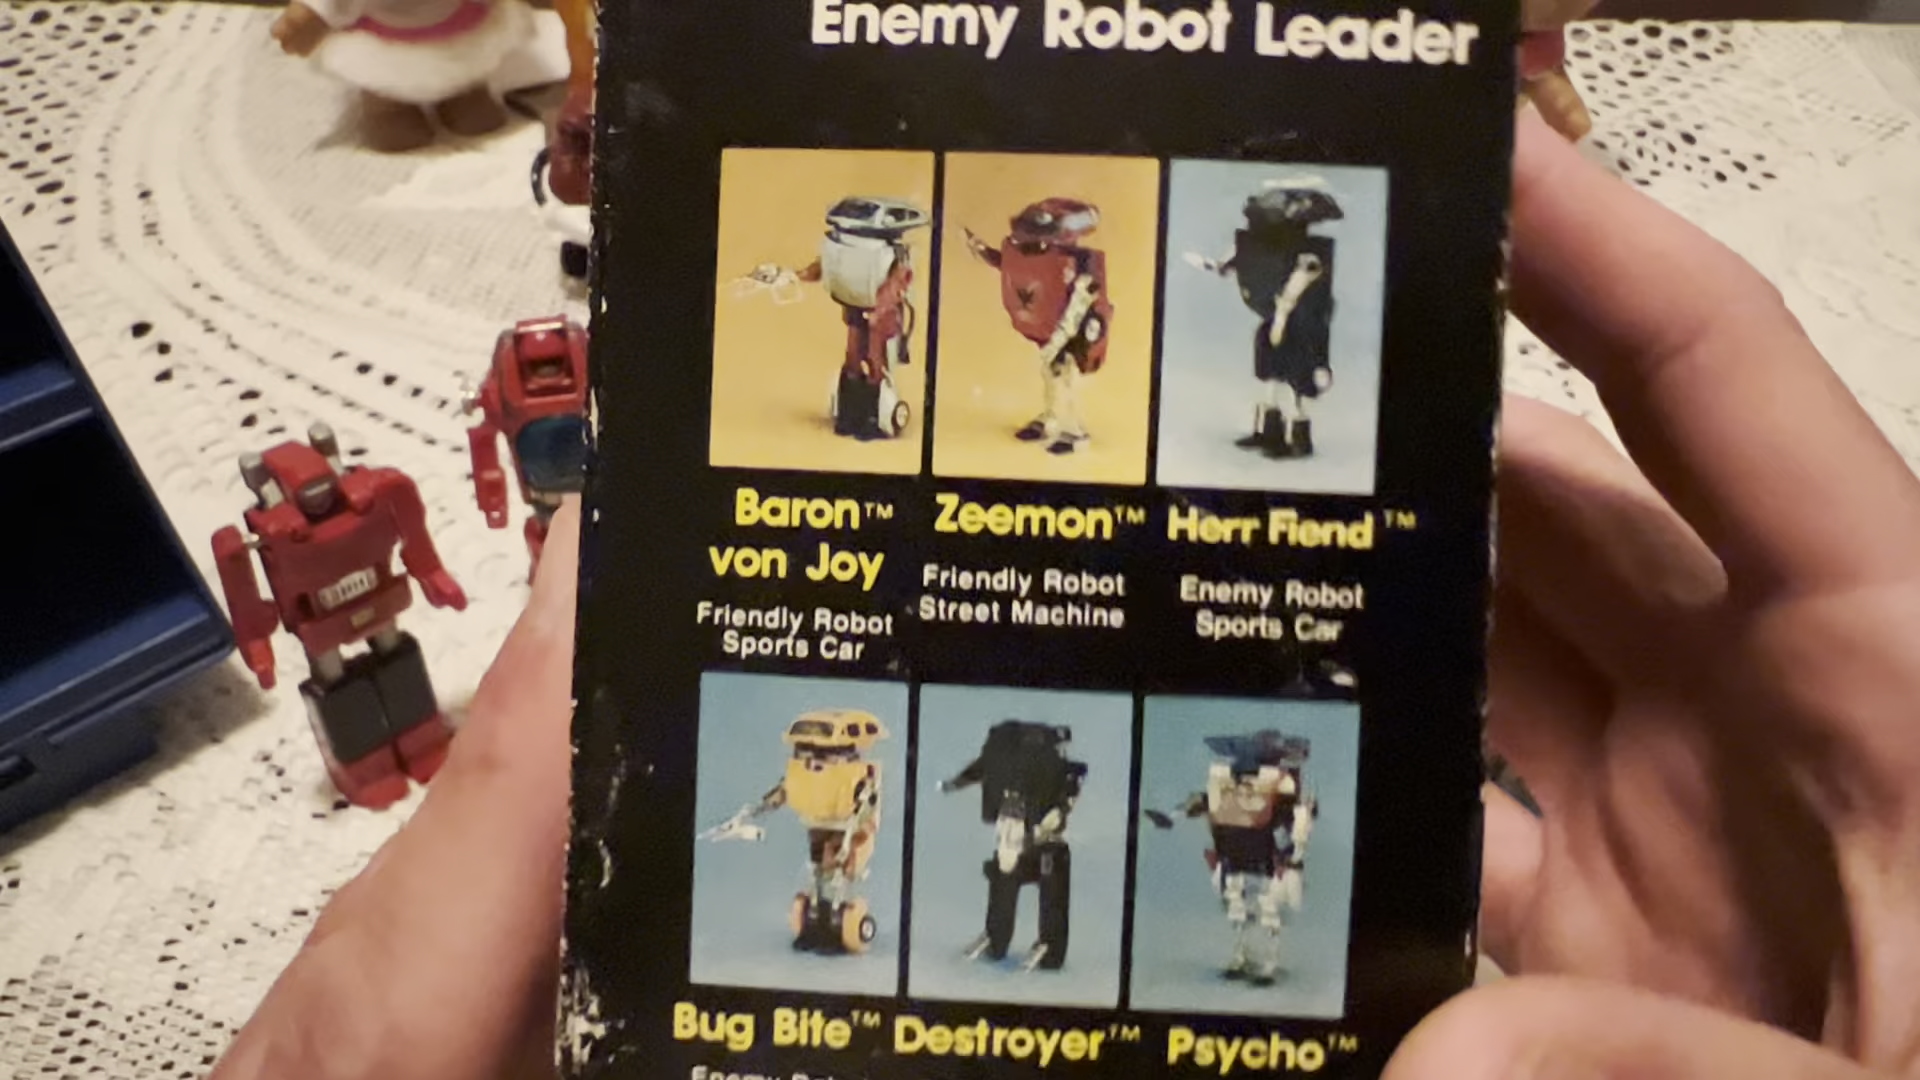 Enemy Robot Leader
Baron™
von Joy
Friendly Robot
Sports Car
Zeemon™
Friendly Robot
Street Machine
Herr Fiend™
Enemy Robot
Sports Car
Bug Bite™
Enemy
Destroyer™
Psycho™